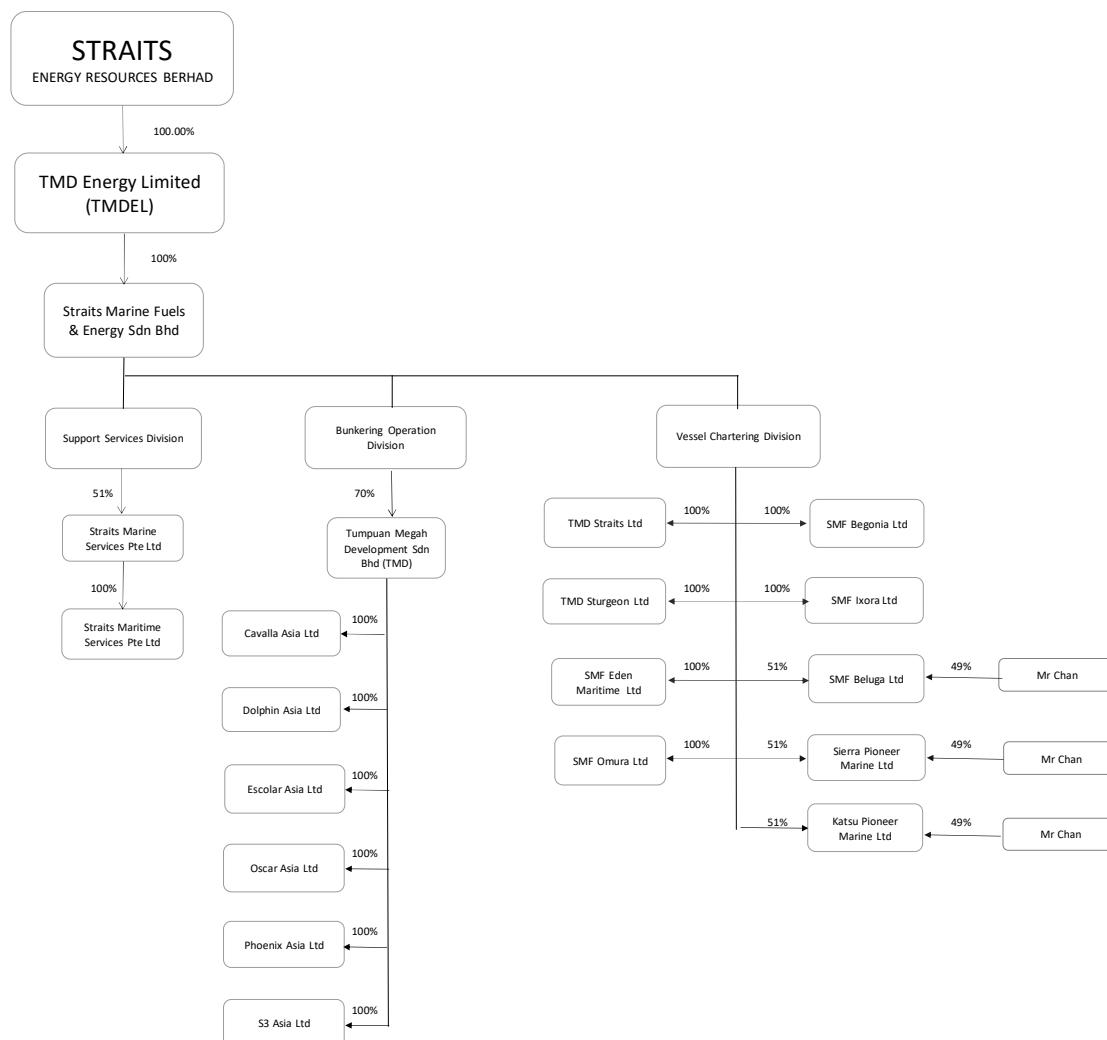 STRAITS
ENERGY RESOURCES BERHAD
100.00%
TMD Energy Limited
(TMDEL)
100%
Straits Marine Fuels
& Energy Sdn Bhd
Support Services Division
Bunkering Operation
Division
Vessel Chartering Division
51%
Straits Marine
Services Pte Ltd
100%
Straits Maritime
Services Pte Ltd
70%
Tumpuan Megah
Development Sdn
Bhd (TMD)
Cavalla Asia Ltd
100%
Dolphin Asia Ltd
100%
Escolar Asia Ltd
100%
Oscar Asia Ltd
100%
Phoenix Asia Ltd
100%
S3 Asia Ltd
100%
TMD Straits Ltd
100%
100%
SMF Begonia Ltd
TMD Sturgeon Ltd
100%
100%
SMF Ixora Ltd
SMF Eden
Maritime Ltd
100%
51%
SMF Beluga Ltd
49%
Mr Chan
SMF Omura Ltd
100%
51%
Sierra Pioneer
Marine Ltd
49%
Mr Chan
51%
Katsu Pioneer
Marine Ltd
49%
Mr Chan